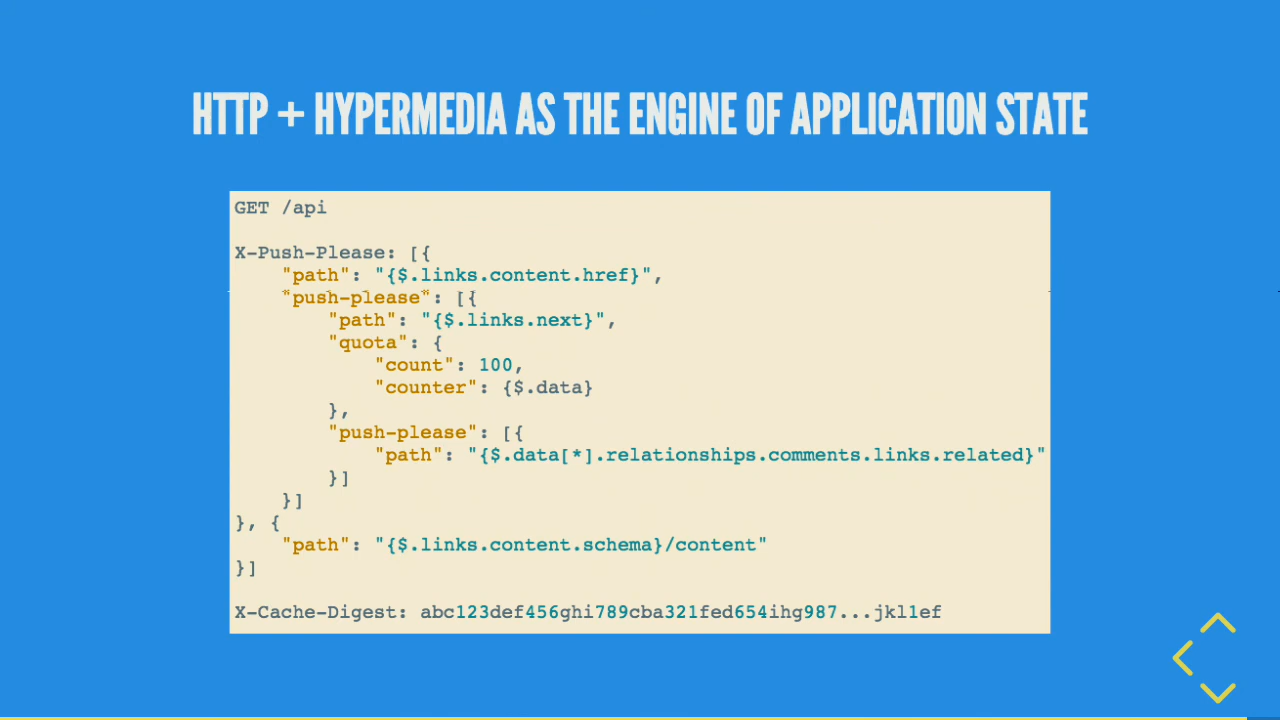 HTTP + HYPERMEDIA AS THE ENGINE OF APPLICATION STATE
GET /api
X-Push-Please: [{
"path": "{$.links.content.href}",
"push-please": [{
"path": "{$.links.next}",
"quota": {
"count": 100,
"counter": {$.data}
},
"push-please": [{
"path": "{$.data[*].relationships.comments.links.related}"
}]
}]
}, {
"path": "{$.links.content.schema}/content"
}]
X-Cache-Digest: abc123def456ghi789cba321fed654ihg987...jkl1ef